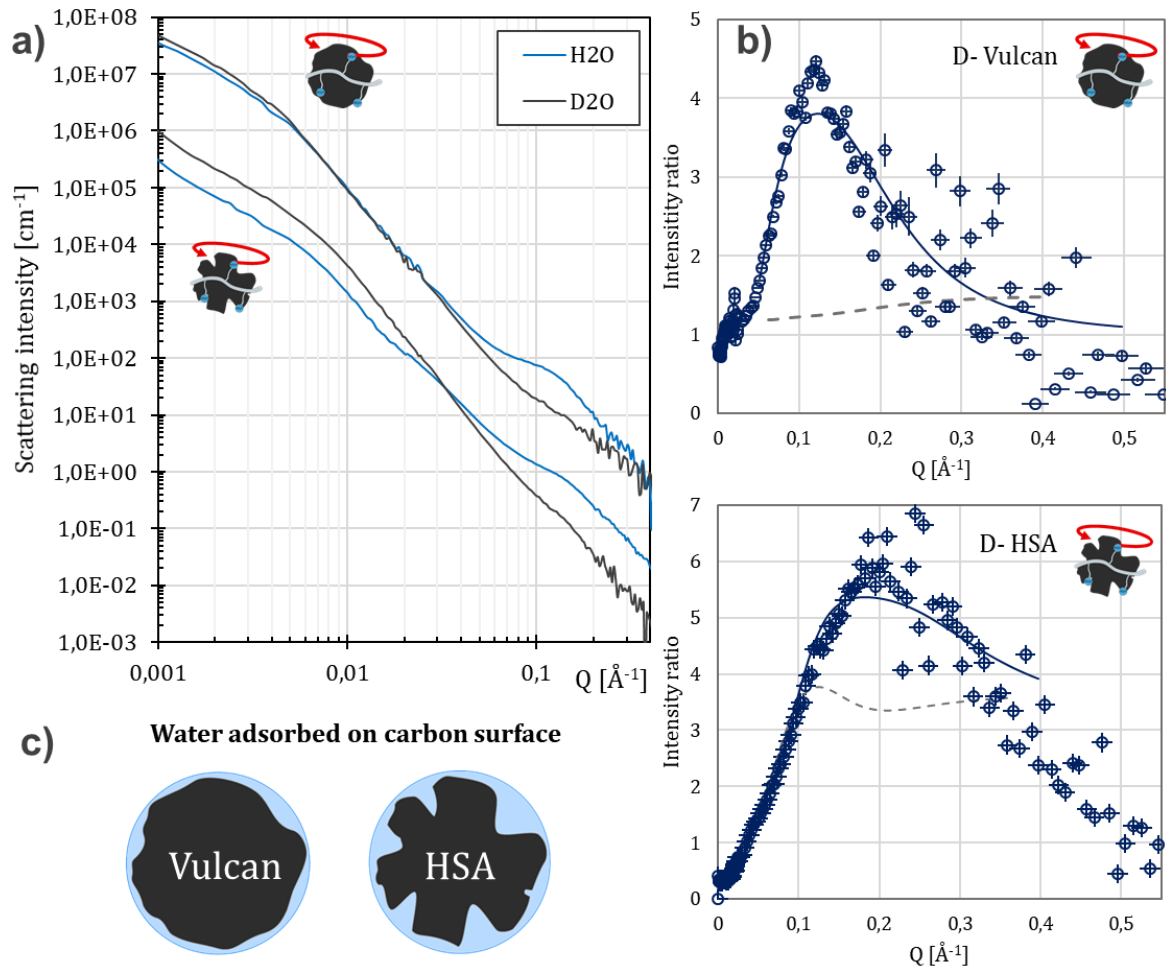 a)
1,0E+08
1,0E+07
1,0E+06
1,0E+05
1,0E+04
1,0E+03
1,0E+02
1,0E+01
1,0E+00
1,0E-01
1,0E-02
1,0E-03
Scattering intensity [cm-1]
H2O
D2O
0,001
0,01
0,1
Q [Å-1]
b)
D- Vulcan
5
4
3
2
1
0
Intensitity ratio
0
0,1
0,2
0,3
0,4
0,5
Q [Å-1]
D- HSA
7
6
5
4
3
2
1
0
Intensity ratio
0
0,1
0,2
0,3
0,4
0,5
Q [Å-1]
c)
Water adsorbed on carbon surface
Vulcan
HSA